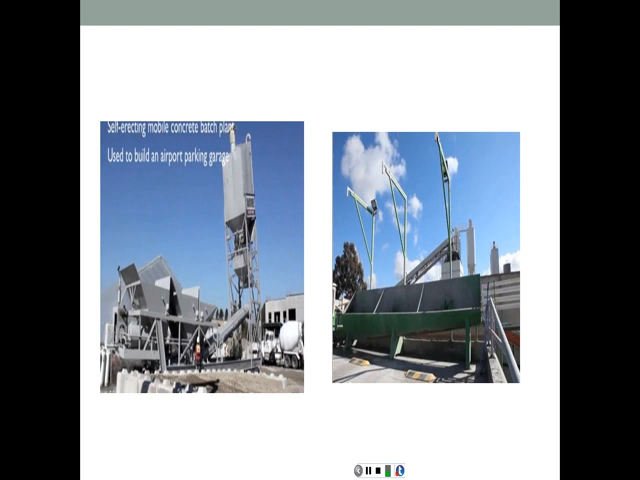 Self-erecting mobile concrete batch plant
Used to build an airport parking garage